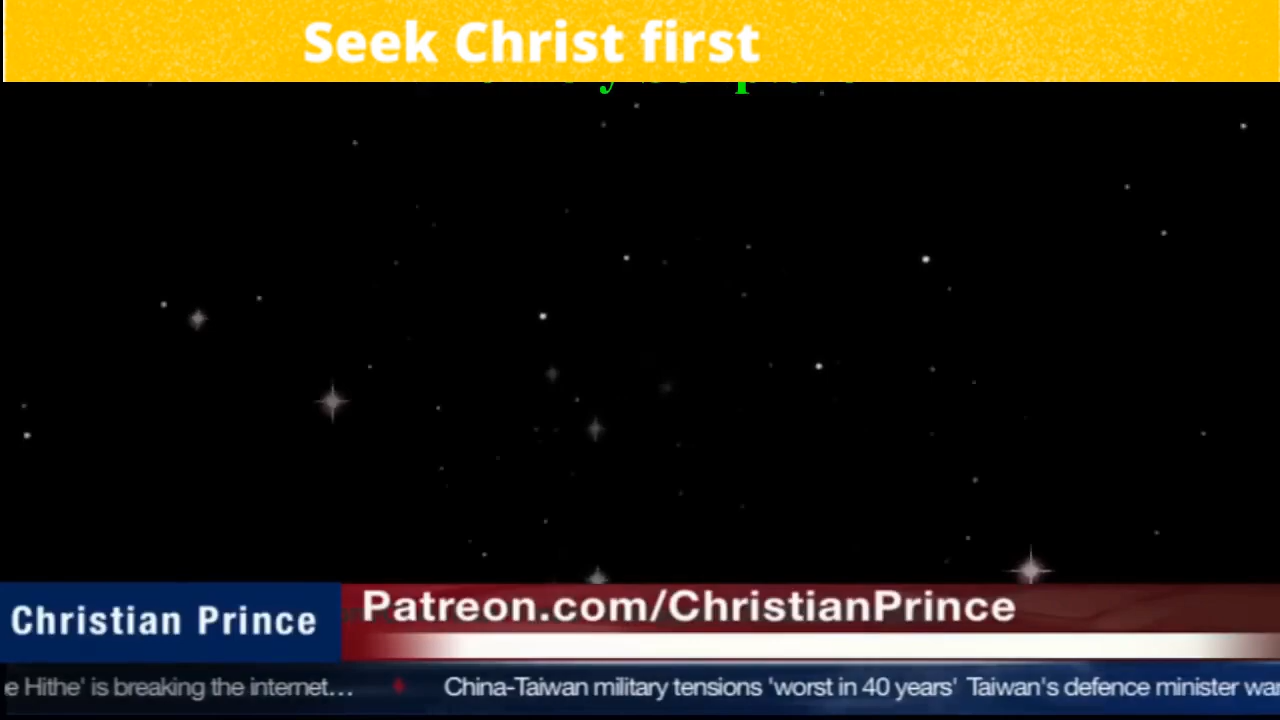 Seek Christ first
Patreon.com/ChristianPrince
Christian Prince
e Hithe' is breaking the internet... China-Taiwan military tensions 'worst in 40 years' Taiwan's defence minister